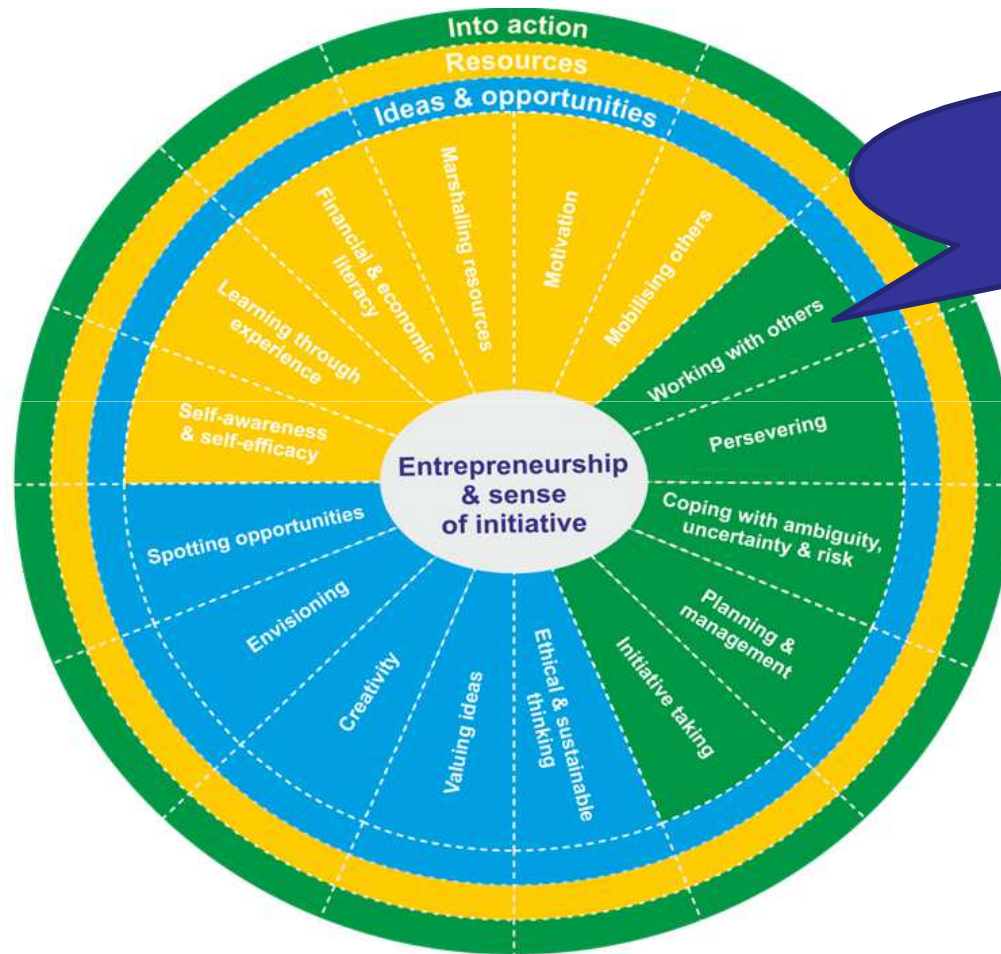 Into action
Resources
Ideas & opportunities
Mobilising others
Motivation
Marshalling resources
Financial & economic
literacy
Learning through
experience
Self-awareness
& self-efficacy
Spotting opportunities
Envisioning
Creativity
Valuing ideas
Ethical & sustainable
thinking
Initiative taking
Planning &
management
Coping with ambiguity,
uncertainty & risk
Persevering
Working with others
Entrepreneurship
& sense
of initiative